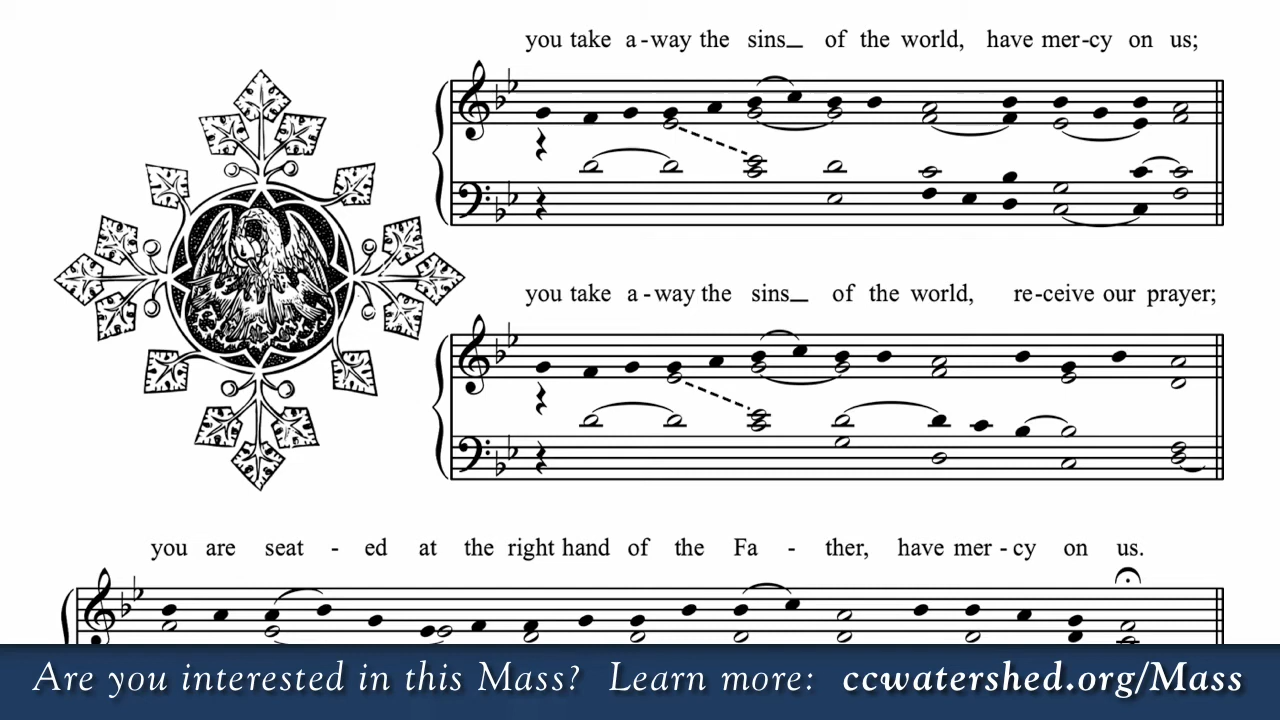 you take a-way the sins_ of the world, have mer-cy on us;
you take a-way the sins_ of the world, re-ceive our prayer;
you are seat - ed at the right hand of the Fa - ther, have mer - cy on us.
Are you interested in this Mass? Learn more: ccwatershed.org/Mass